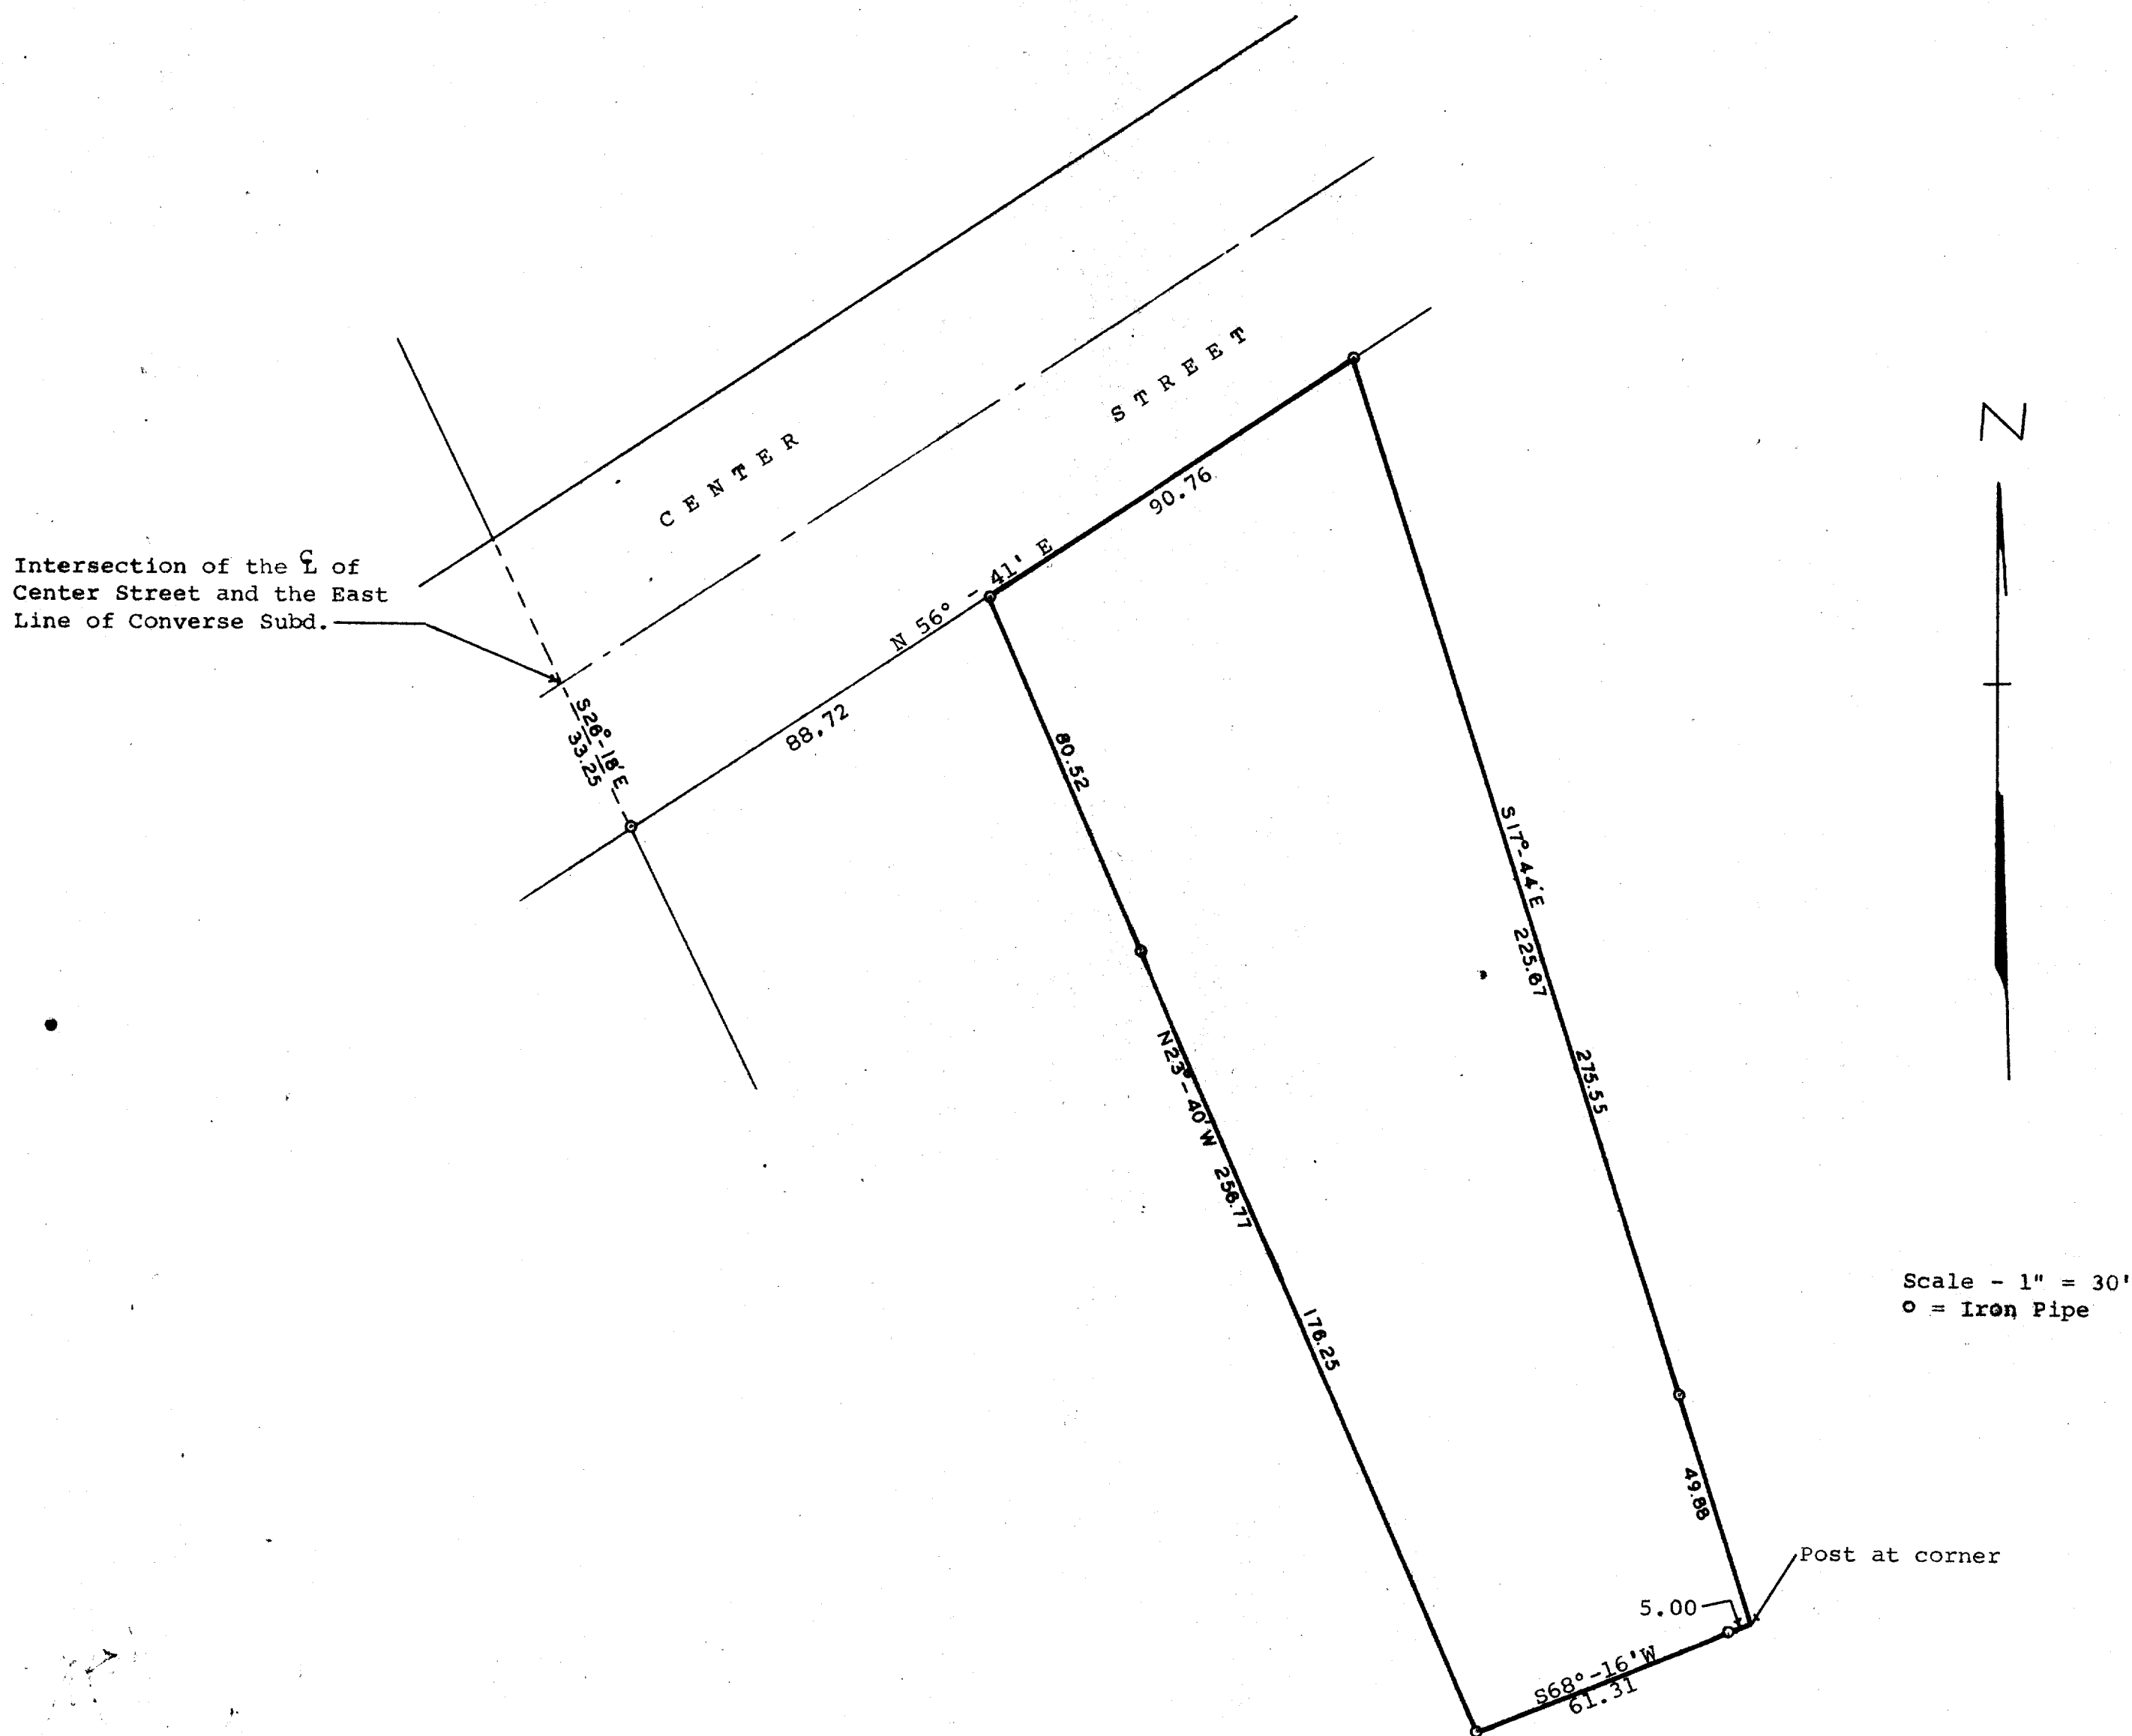 CENTER STREET
N
Intersection of the ℄ of
Center Street and the East
Line of Converse Subd.
90.76
N 56° - 41' E
88.72
S26°-18'E
33.25
80.52
S17°-44'E 225.67
275.55
N23°-40'W 256.77
176.25
Scale - 1" = 30'
o = Iron Pipe
49.88
Post at corner
5.00
S68°-16'W
61.31